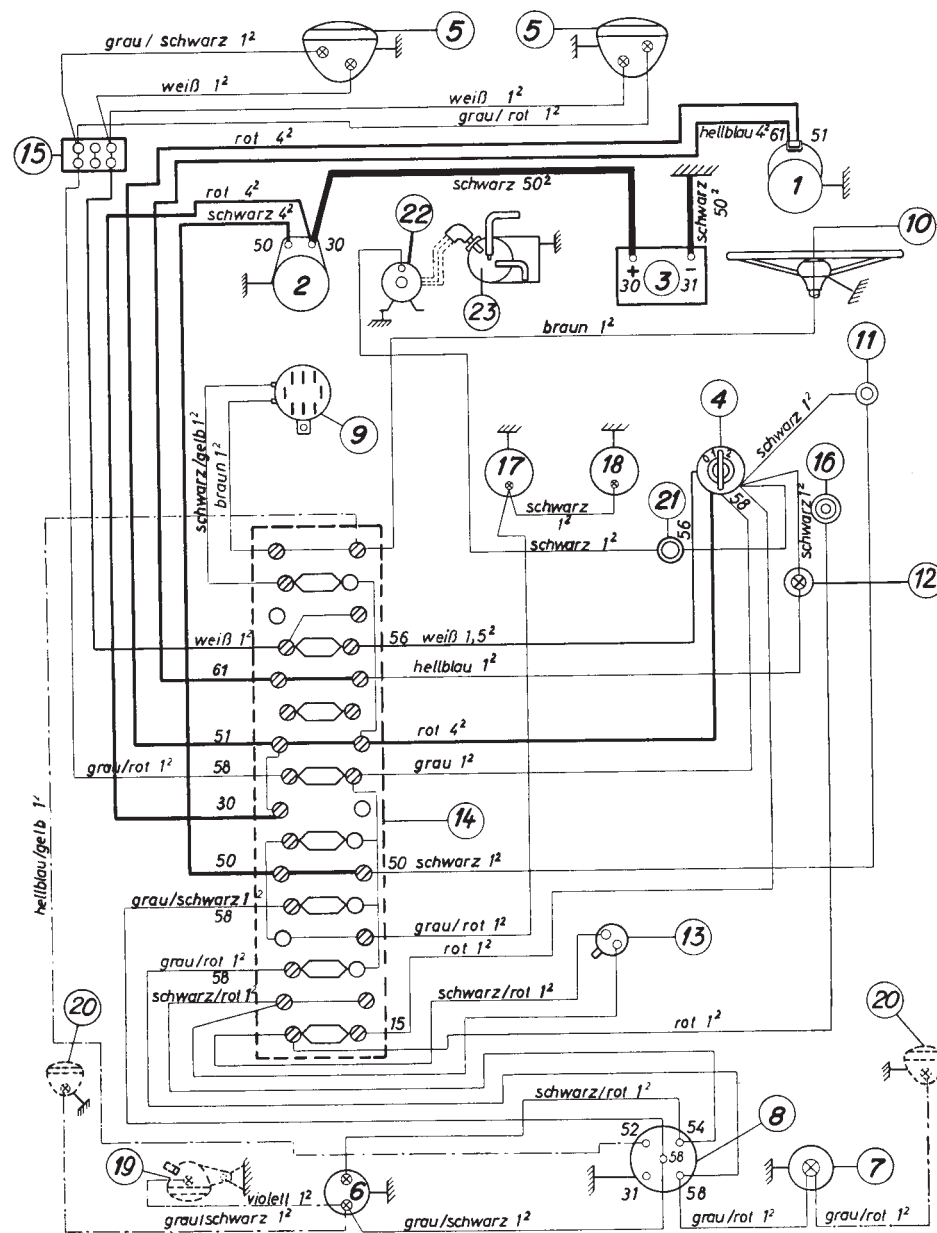 5
5
grau/schwarz 1²
weiß 1²
weiß 1²
grau/rot 1²
15
rot 4²
hellblau 4²
61
51
1
schwarz 50²
schwarz 50²
rot 4²
schwarz 4²
22
10
50
30
2
+
30
3
−
31
23
braun 1²
11
9
4
schwarz/gelb 1²
braun 1²
0 1 2
schwarz 1²
17
18
16
58
schwarz 1²
21
56
schwarz 1²
schwarz 1²
12
weiß 1²
56 weiß 1,5²
61
hellblau 1²
51
rot 4²
grau/rot 1²
58
grau 1²
30
14
hellblau/gelb 1²
50
50 schwarz 1²
grau/schwarz 1²
58
grau/rot 1²
grau/rot 1²
58
rot 1²
13
schwarz/rot 1²
schwarz/rot 1²
20
15
rot 1²
20
schwarz/rot 1²
52
54
8
58
19
6
31
58
7
violett 1²
grau/schwarz 1²
grau/schwarz 1²
grau/rot 1²
grau/rot 1²